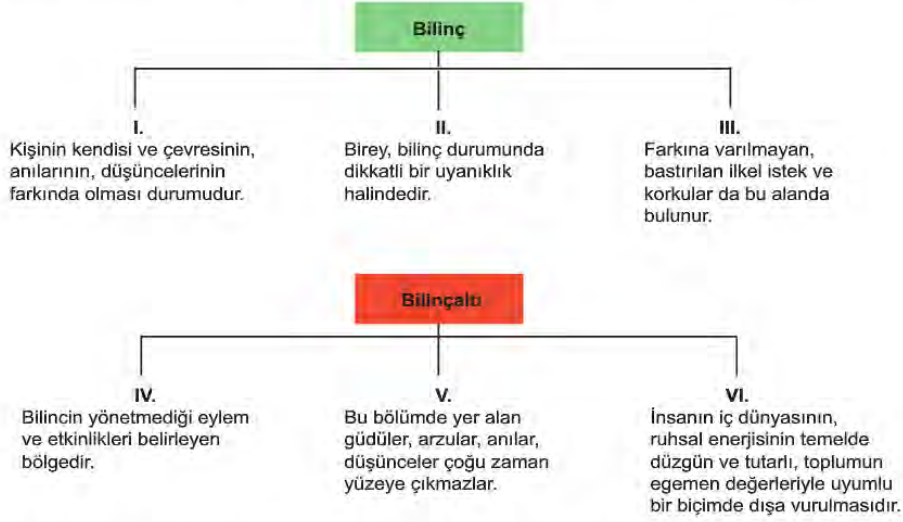 Bilinç
I.
Kişinin kendisi ve çevresinin,
anılarının, düşüncelerinin
farkında olması durumudur.
II.
Birey, bilinç durumunda
dikkatli bir uyanıklık
halindedir.
III.
Farkına varılmayan,
bastırılan ilkel istek ve
korkular da bu alanda
bulunur.
Bilinçaltı
IV.
Bilincin yönetmediği eylem
ve etkinlikleri belirleyen
bölgedir.
V.
Bu bölümde yer alan
güdüler, arzular, anılar,
düşünceler çoğu zaman
yüzeye çıkmazlar.
VI.
İnsanın iç dünyasının,
ruhsal enerjisinin temelde
düzgün ve tutarlı, toplumun
egemen değerleriyle uyumlu
bir biçimde dışa vurulmasıdır.